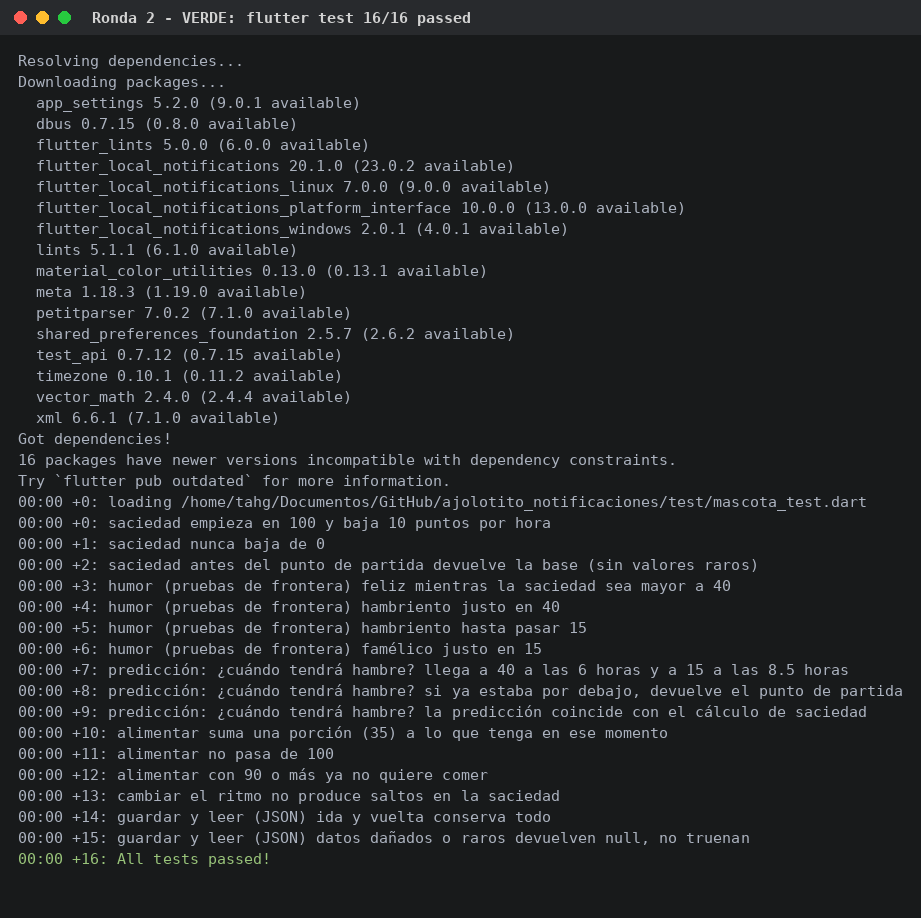 Ronda 2 - VERDE: flutter test 16/16 passed
Resolving dependencies...
Downloading packages...
  app_settings 5.2.0 (9.0.1 available)
  dbus 0.7.15 (0.8.0 available)
  flutter_lints 5.0.0 (6.0.0 available)
  flutter_local_notifications 20.1.0 (23.0.2 available)
  flutter_local_notifications_linux 7.0.0 (9.0.0 available)
  flutter_local_notifications_platform_interface 10.0.0 (13.0.0 available)
  flutter_local_notifications_windows 2.0.1 (4.0.1 available)
  lints 5.1.1 (6.1.0 available)
  material_color_utilities 0.13.0 (0.13.1 available)
  meta 1.18.3 (1.19.0 available)
  petitparser 7.0.2 (7.1.0 available)
  shared_preferences_foundation 2.5.7 (2.6.2 available)
  test_api 0.7.12 (0.7.15 available)
  timezone 0.10.1 (0.11.2 available)
  vector_math 2.4.0 (2.4.4 available)
  xml 6.6.1 (7.1.0 available)
Got dependencies!
16 packages have newer versions incompatible with dependency constraints.
Try `flutter pub outdated` for more information.
00:00 +0: loading /home/tahg/Documentos/GitHub/ajolotito_notificaciones/test/mascota_test.dart
00:00 +0: saciedad empieza en 100 y baja 10 puntos por hora
00:00 +1: saciedad nunca baja de 0
00:00 +2: saciedad antes del punto de partida devuelve la base (sin valores raros)
00:00 +3: humor (pruebas de frontera) feliz mientras la saciedad sea mayor a 40
00:00 +4: humor (pruebas de frontera) hambriento justo en 40
00:00 +5: humor (pruebas de frontera) hambriento hasta pasar 15
00:00 +6: humor (pruebas de frontera) famélico justo en 15
00:00 +7: predicción: ¿cuándo tendrá hambre? llega a 40 a las 6 horas y a 15 a las 8.5 horas
00:00 +8: predicción: ¿cuándo tendrá hambre? si ya estaba por debajo, devuelve el punto de partida
00:00 +9: predicción: ¿cuándo tendrá hambre? la predicción coincide con el cálculo de saciedad
00:00 +10: alimentar suma una porción (35) a lo que tenga en ese momento
00:00 +11: alimentar no pasa de 100
00:00 +12: alimentar con 90 o más ya no quiere comer
00:00 +13: cambiar el ritmo no produce saltos en la saciedad
00:00 +14: guardar y leer (JSON) ida y vuelta conserva todo
00:00 +15: guardar y leer (JSON) datos dañados o raros devuelven null, no truenan
00:00 +16: All tests passed!